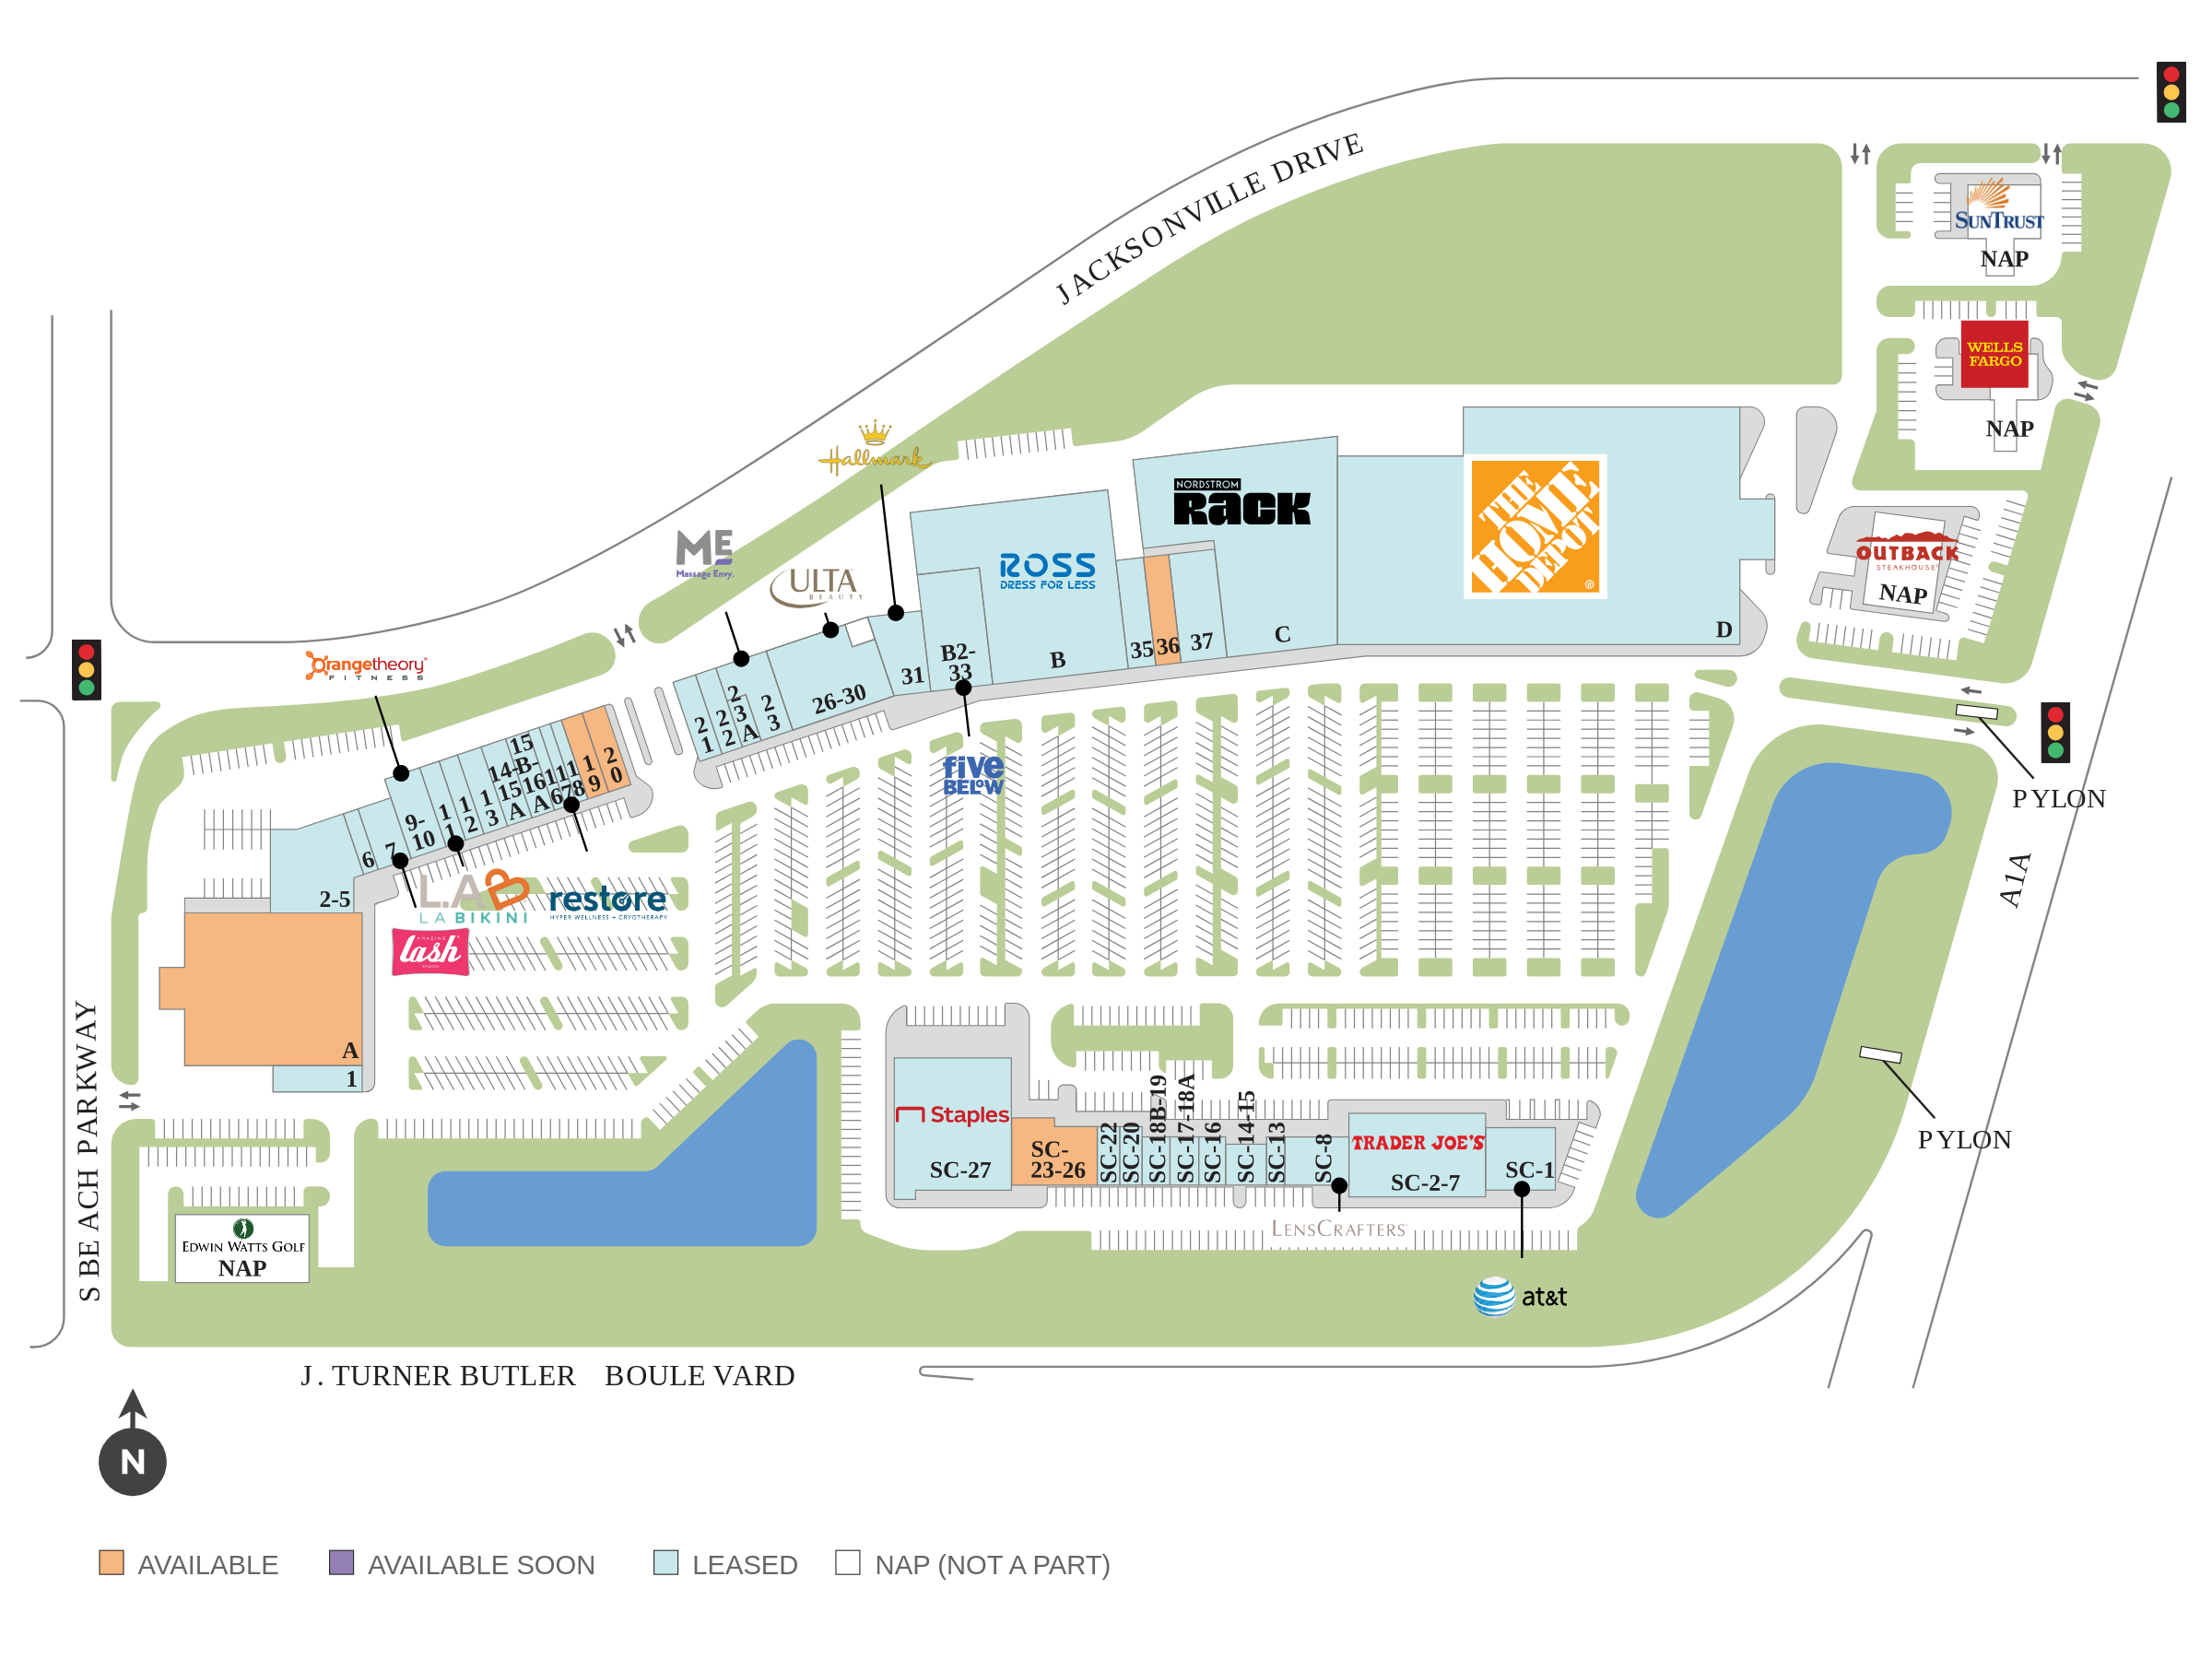 JACKSONVILLE DRIVE
SUNTRUST
NAP
WELLS
FARGO
NAP
Hallmark
NORDSTROM
RACK
THE
HOME
DEPOT
®
OUTBACK
STEAKHOUSE
NAP
ME
Massage Envy.
ULTA
BEAUTY
ROSS
DRESS FOR LESS
orangetheory
FITNESS
21
22
23A
23
26-30
31
B2-
33
B
35
36
37
C
D
five
BEL°W
2-5
6
7
9-
10
11
12
13
14-
15A
15
B-
16A
16
17
18
19
20
A
1
L.A
LA BIKINI
restore
HYPER WELLNESS + CRYOTHERAPY
AMAZING
lash
STUDIO
PYLON
A1A
PYLON
S BEACH PARKWAY
Staples
SC-27
SC-
23-26
SC-22
SC-20
SC-18B-19
SC-17-18A
SC-16
SC-14-15
SC-13
SC-8
TRADER JOE'S
SC-2-7
SC-1
LENSCRAFTERS
at&t
EDWIN WATTS GOLF
NAP
J. TURNER BUTLER BOULEVARD
N
AVAILABLE
AVAILABLE SOON
LEASED
NAP (NOT A PART)